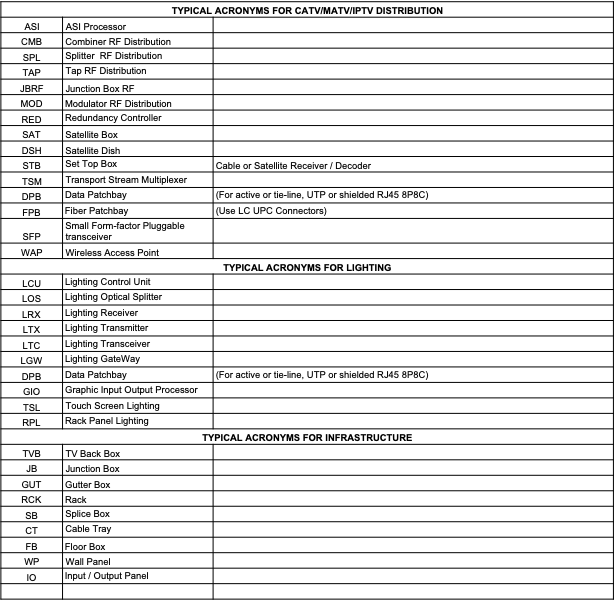 TYPICAL ACRONYMS FOR CATV/MATV/IPTV DISTRIBUTION
ASI ASI Processor
CMB Combiner RF Distribution
SPL Splitter RF Distribution
TAP Tap RF Distribution
JBRF Junction Box RF
MOD Modulator RF Distribution
RED Redundancy Controller
SAT Satellite Box
DSH Satellite Dish
STB Set Top Box Cable or Satellite Receiver / Decoder
TSM Transport Stream Multiplexer
DPB Data Patchbay (For active or tie-line, UTP or shielded RJ45 8P8C)
FPB Fiber Patchbay (Use LC UPC Connectors)
SFP Small Form-factor Pluggable
transceiver
WAP Wireless Access Point
TYPICAL ACRONYMS FOR LIGHTING
LCU Lighting Control Unit
LOS Lighting Optical Splitter
LRX Lighting Receiver
LTX Lighting Transmitter
LTC Lighting Transceiver
LGW Lighting GateWay
DPB Data Patchbay (For active or tie-line, UTP or shielded RJ45 8P8C)
GIO Graphic Input Output Processor
TSL Touch Screen Lighting
RPL Rack Panel Lighting
TYPICAL ACRONYMS FOR INFRASTRUCTURE
TVB TV Back Box
JB Junction Box
GUT Gutter Box
RCK Rack
SB Splice Box
CT Cable Tray
FB Floor Box
WP Wall Panel
IO Input / Output Panel